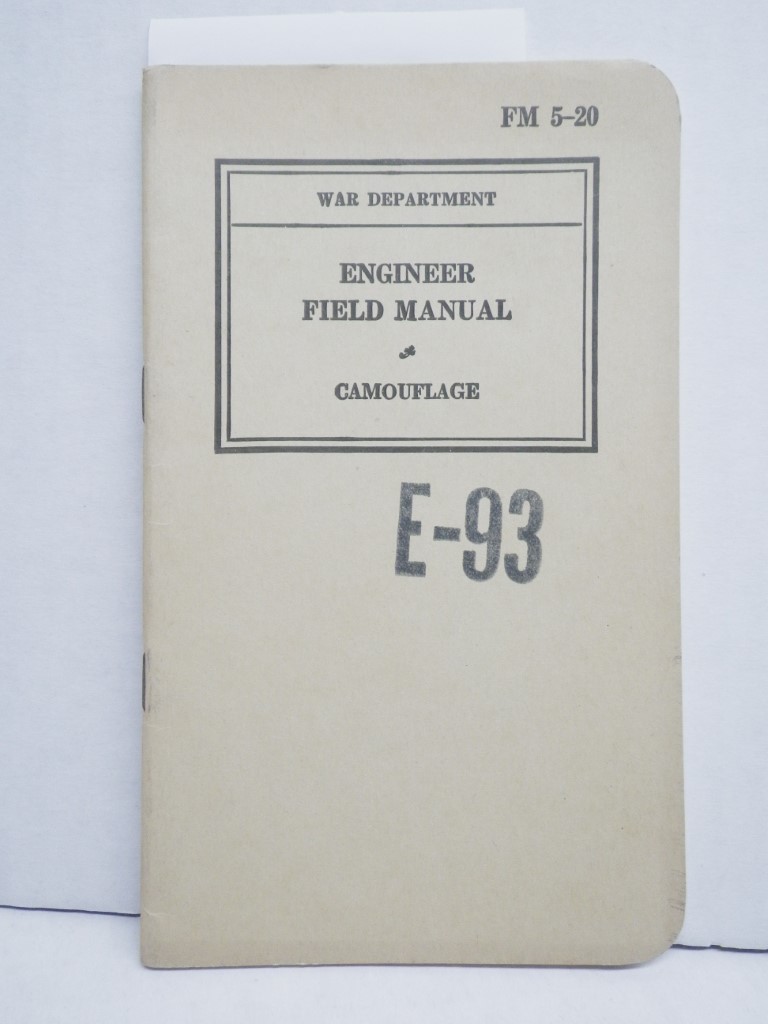 FM 5-20
WAR DEPARTMENT
ENGINEER
FIELD MANUAL
CAMOUFLAGE
E-93